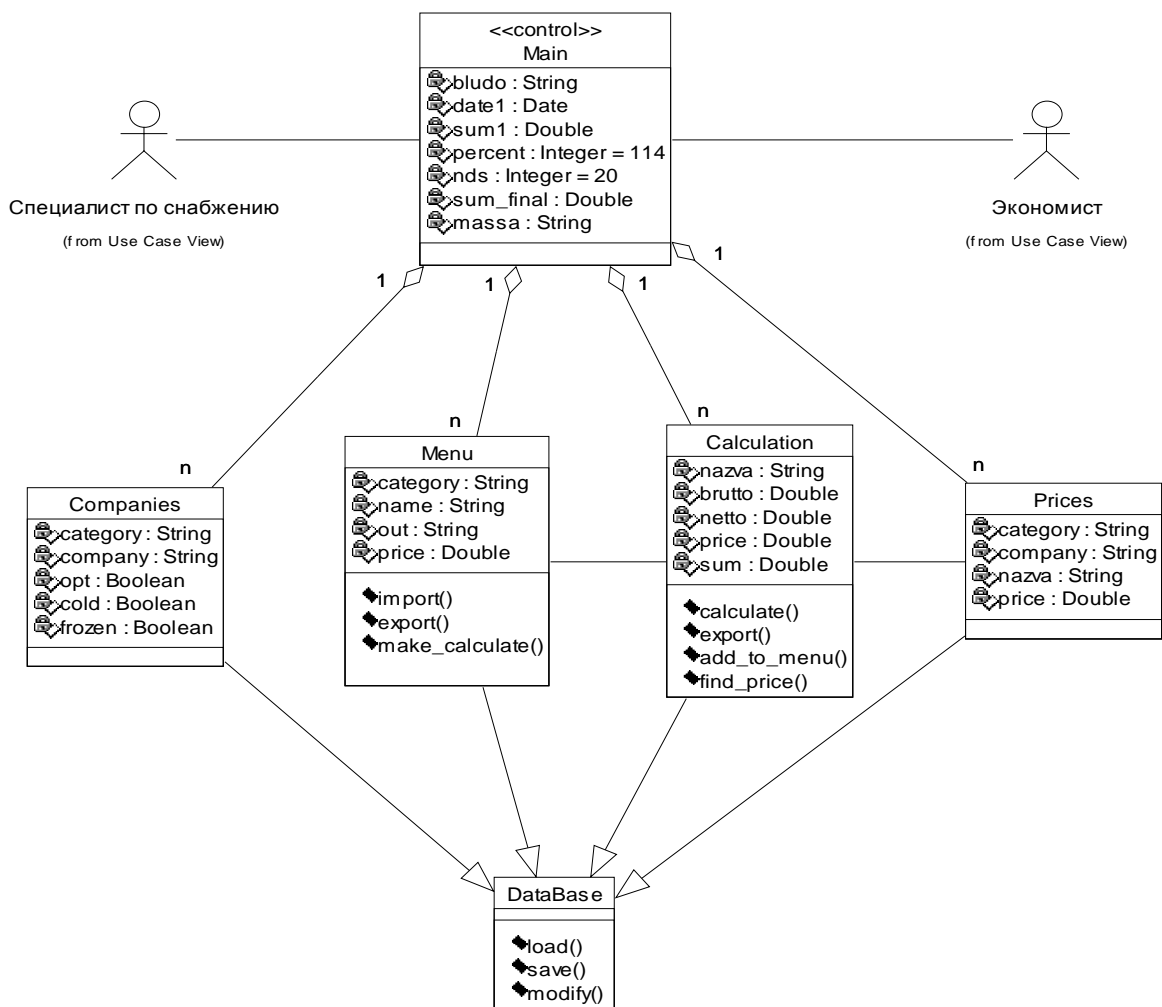 <<control>>
Main
bludo : String
date1 : Date
sum1 : Double
percent : Integer = 114
nds : Integer = 20
sum_final : Double
massa : String
Специалист по снабжению
(from Use Case View)
Экономист
(from Use Case View)
1
1
1
1
n
n
n
n
Companies
category : String
company : String
opt : Boolean
cold : Boolean
frozen : Boolean
Menu
category : String
name : String
out : String
price : Double
import()
export()
make_calculate()
Calculation
nazva : String
brutto : Double
netto : Double
price : Double
sum : Double
calculate()
export()
add_to_menu()
find_price()
Prices
category : String
company : String
nazva : String
price : Double
DataBase
load()
save()
modify()